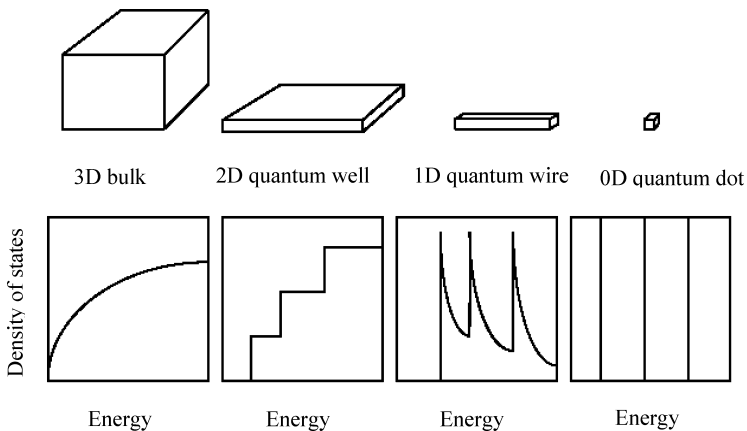 3D bulk
2D quantum well
1D quantum wire
0D quantum dot
Density of states
Energy
Energy
Energy
Energy